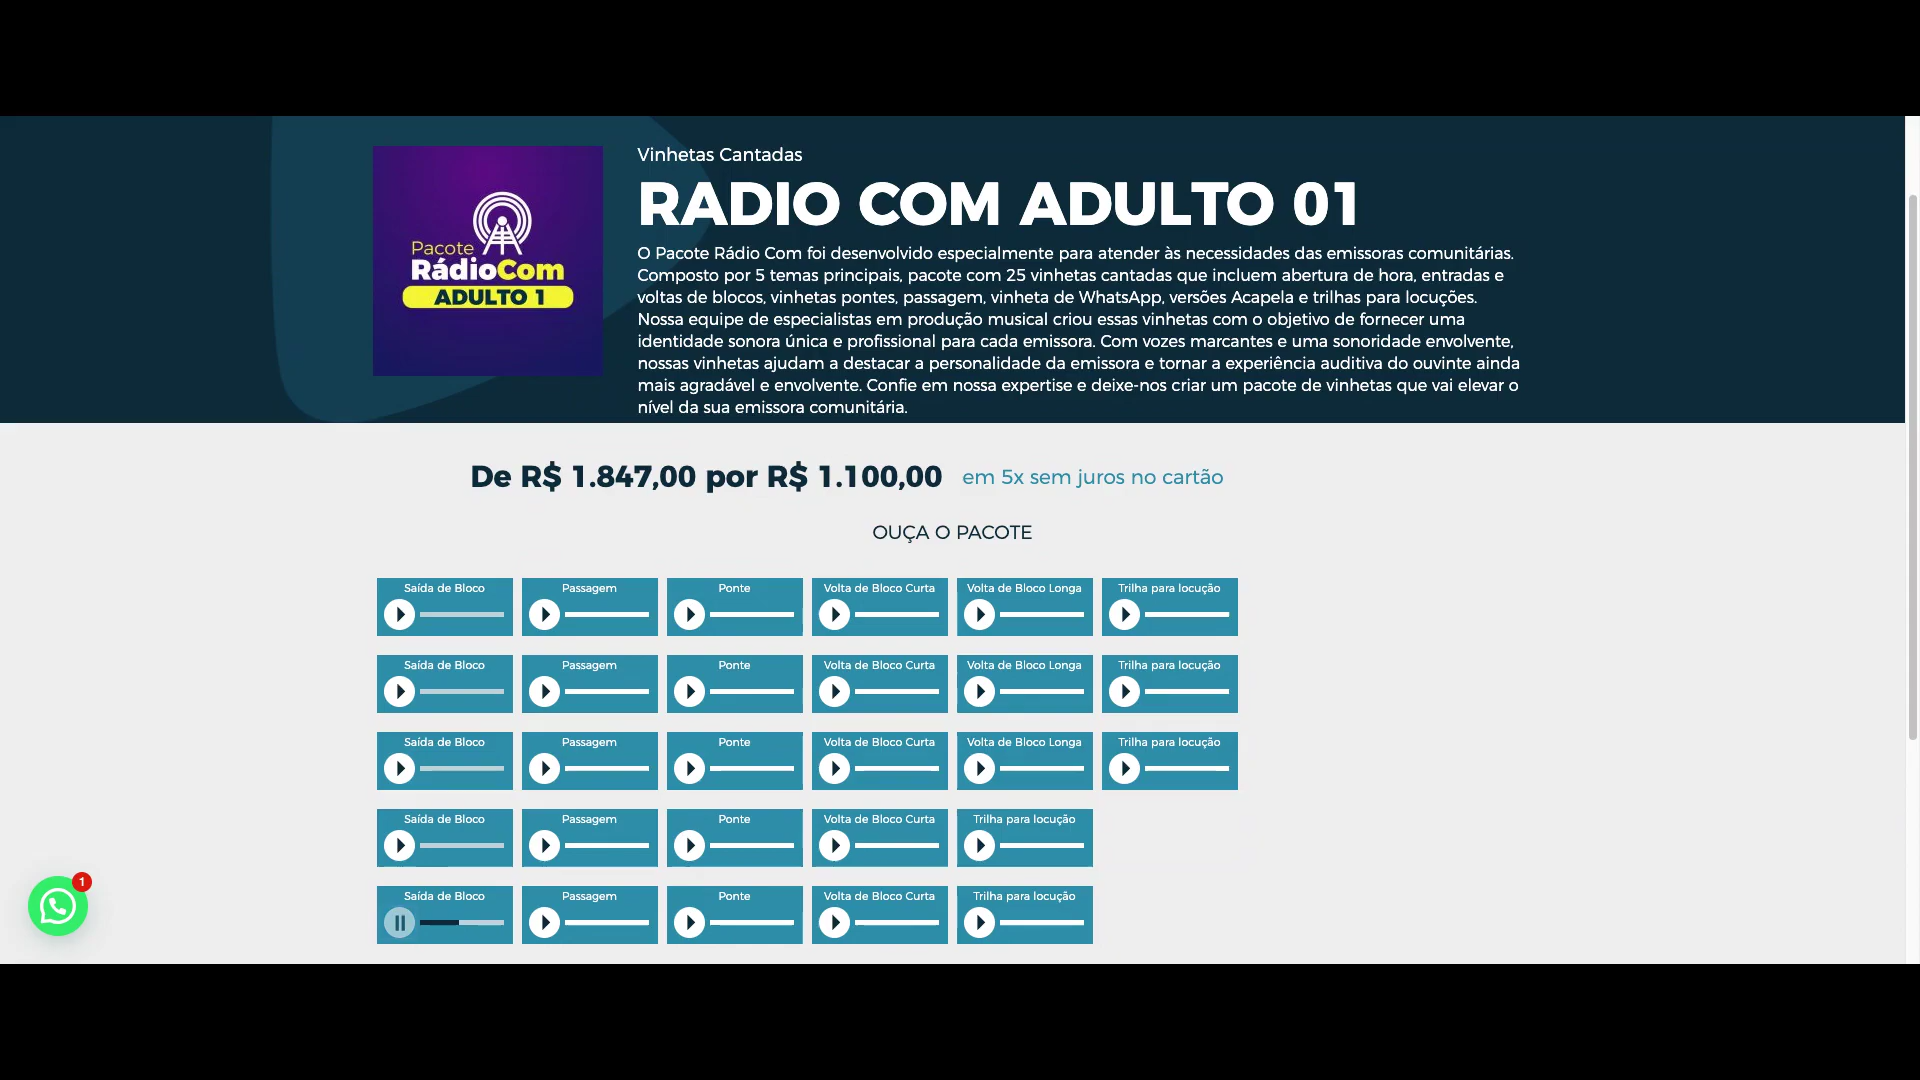 Vinhetas Cantadas
RADIO COM ADULTO 01
Pacote
RádioCom
ADULTO 1
O Pacote Rádio Com foi desenvolvido especialmente para atender às necessidades das emissoras comunitárias.
Composto por 5 temas principais, pacote com 25 vinhetas cantadas que incluem abertura de hora, entradas e
voltas de blocos, vinhetas pontes, passagem, vinheta de WhatsApp, versões Acapela e trilhas para locuções.
Nossa equipe de especialistas em produção musical criou essas vinhetas com o objetivo de fornecer uma
identidade sonora única e profissional para cada emissora. Com vozes marcantes e uma sonoridade envolvente,
nossas vinhetas ajudam a destacar a personalidade da emissora e tornar a experiência auditiva do ouvinte ainda
mais agradável e envolvente. Confie em nossa expertise e deixe-nos criar um pacote de vinhetas que vai elevar o
nível da sua emissora comunitária.
De R$ 1.847,00 por R$ 1.100,00 em 5x sem juros no cartão
OUÇA O PACOTE
Saída de Bloco Passagem Ponte Volta de Bloco Curta Volta de Bloco Longa Trilha para locução
Saída de Bloco Passagem Ponte Volta de Bloco Curta Volta de Bloco Longa Trilha para locução
Saída de Bloco Passagem Ponte Volta de Bloco Curta Volta de Bloco Longa Trilha para locução
Saída de Bloco Passagem Ponte Volta de Bloco Curta Trilha para locução
Saída de Bloco Passagem Ponte Volta de Bloco Curta Trilha para locução
1